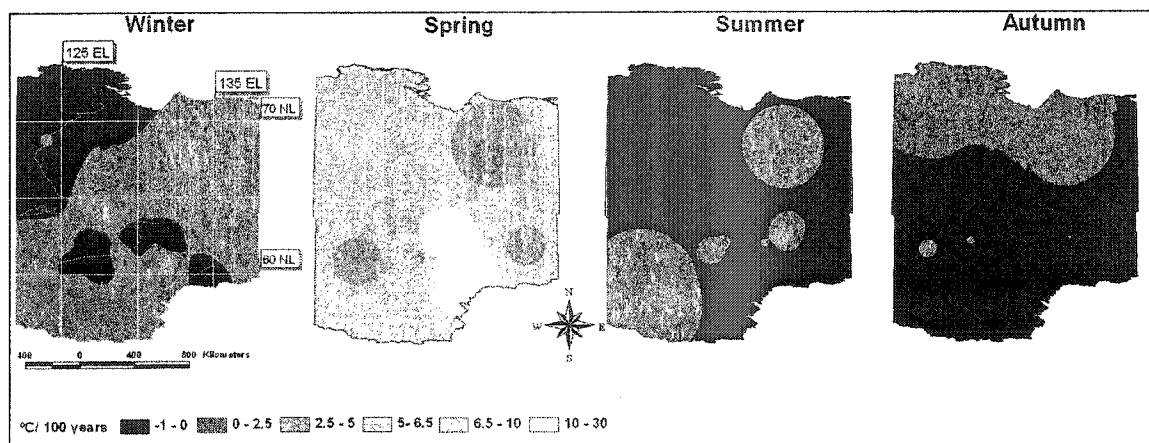 Winter Spring Summer Autumn
125 EL
135 EL
70 NL
60 NL
N
W E
S
400 0 400 800 Kilometers
ºC/ 100 years -1 - 0 0 - 2.5 2.5 - 5 5- 6.5 6.5 - 10 10 - 30